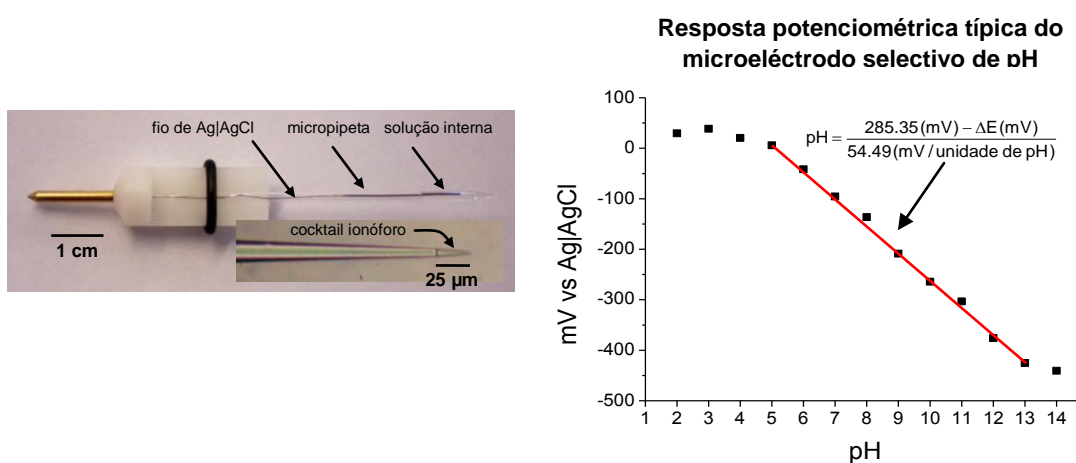 Resposta potenciométrica típica do
microeléctrodo selectivo de pH
fio de Ag|AgCl micropipeta solução interna
cocktail ionóforo
1 cm
25 µm
100
0
-100
-200
-300
-400
-500
mV vs Ag|AgCl
pH = 285.35(mV) − ΔE(mV)
54.49(mV/unidade de pH)
1 2 3 4 5 6 7 8 9 10 11 12 13 14
pH